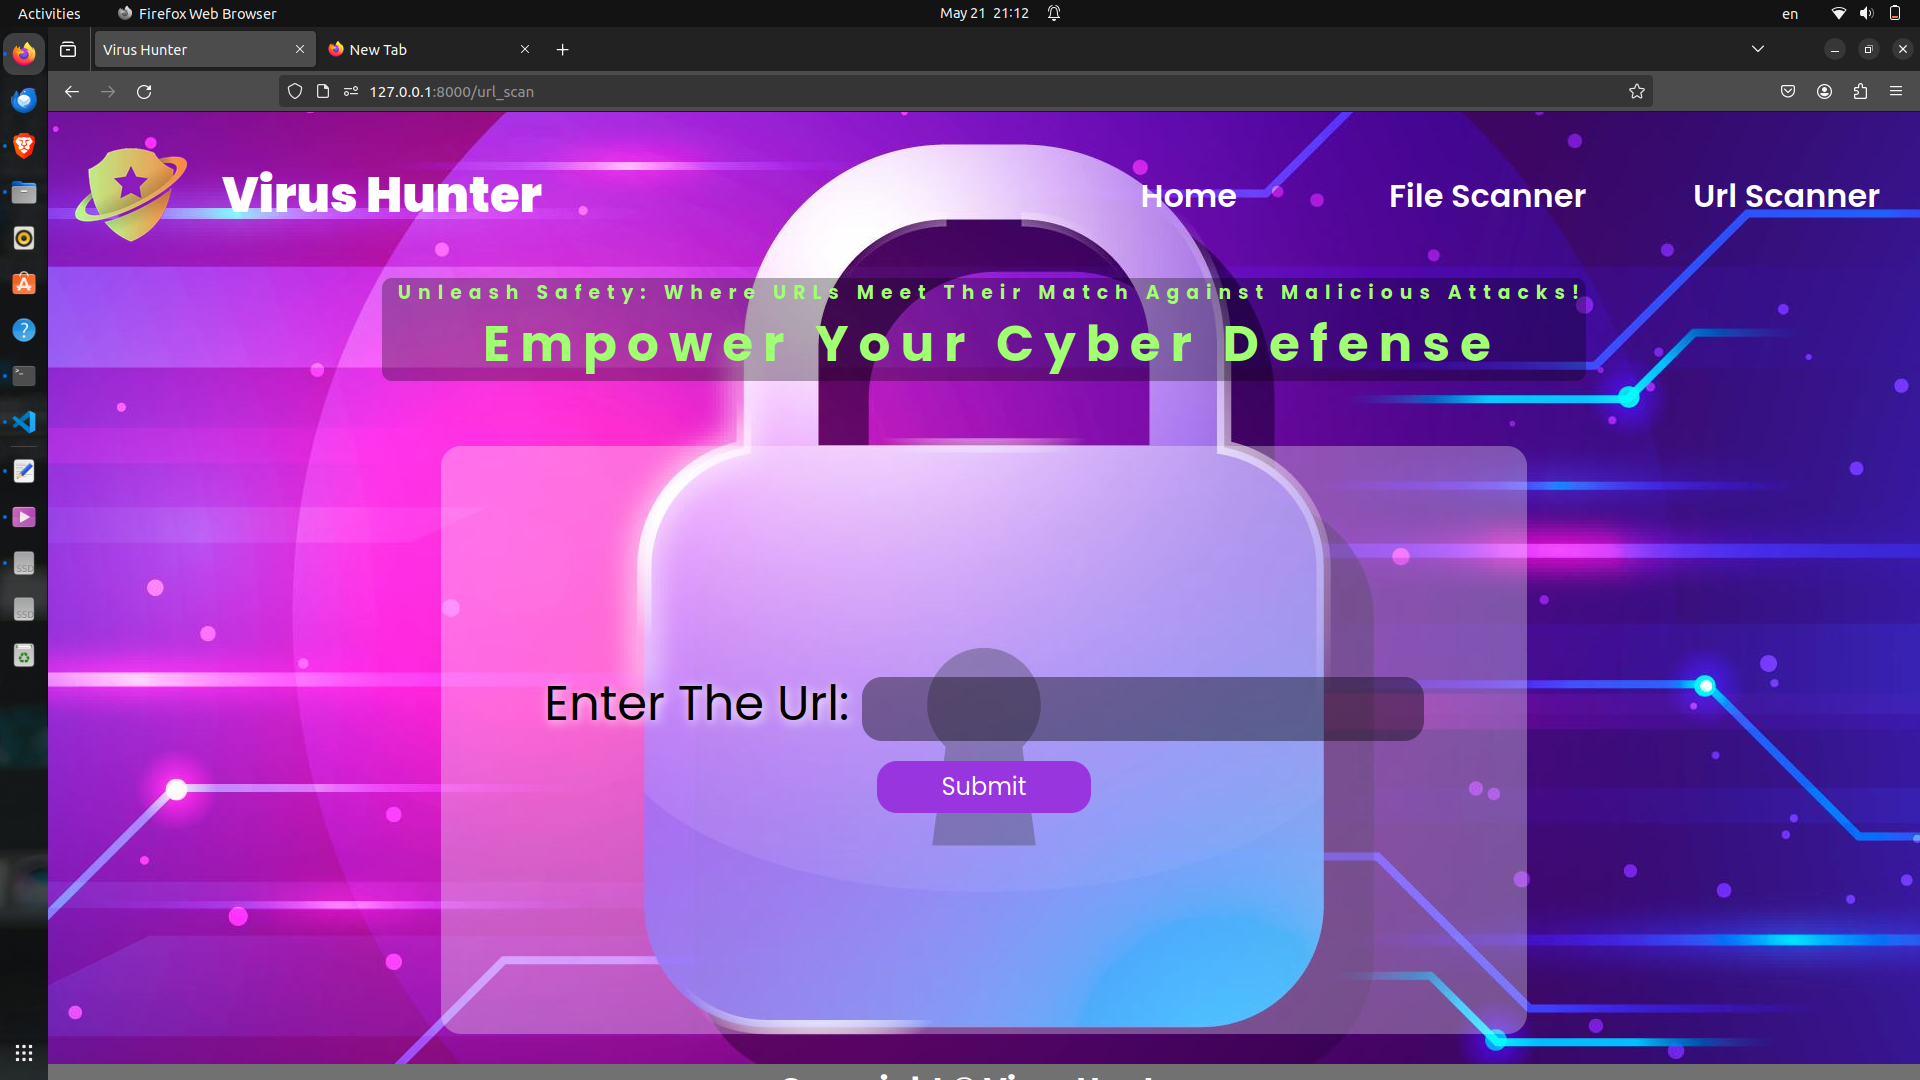 Activities
Firefox Web Browser
May 21 21:12
en
Virus Hunter
New Tab
127.0.0.1:8000/url_scan
Virus Hunter
Home
File Scanner
Url Scanner
Unleash Safety: Where URLs Meet Their Match Against Malicious Attacks!
Empower Your Cyber Defense
Enter The Url:
Submit
SSD
SSD